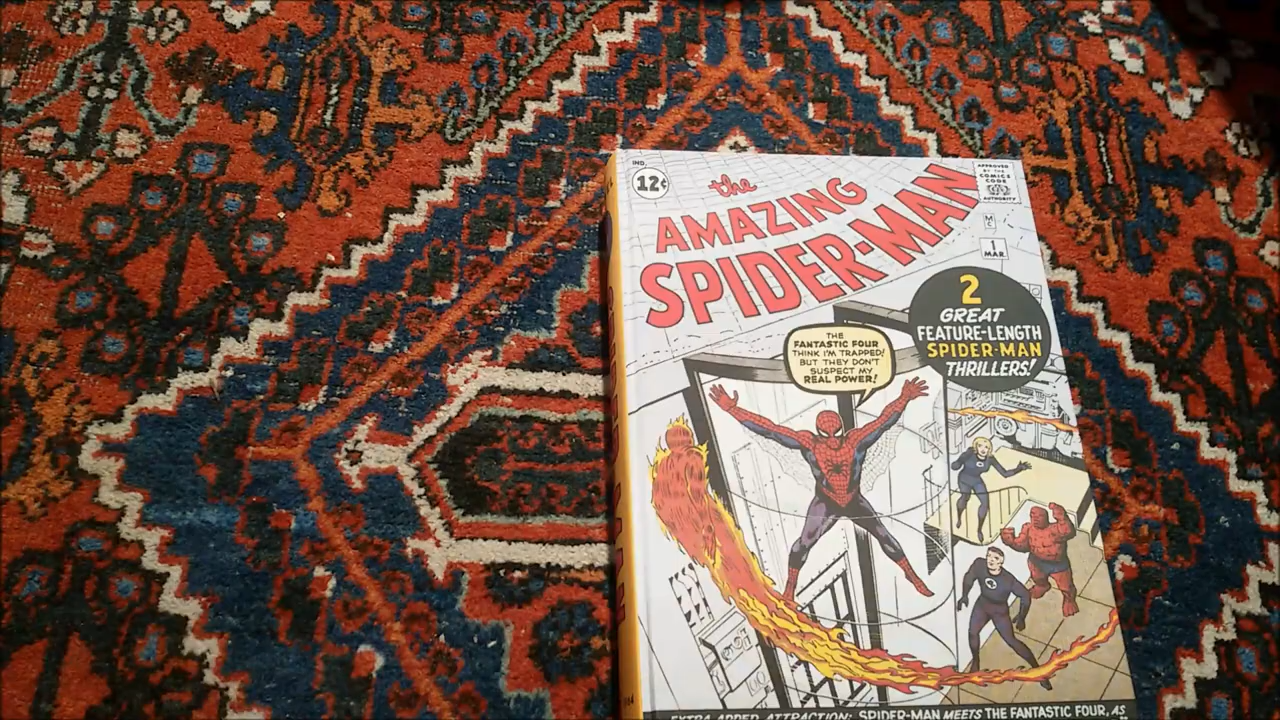 IND.
12¢
the
AMAZING
SPIDER-MAN
APPROVED
BY THE
COMICS
CODE
AUTHORITY
MC
1
MAR.
2
GREAT
FEATURE-LENGTH
SPIDER-MAN
THRILLERS!
THE
FANTASTIC FOUR
THINK I'M TRAPPED!
BUT THEY DON'T
SUSPECT MY
REAL POWER!
EXTRA ADDED ATTRACTION: SPIDER-MAN MEETS THE FANTASTIC FOUR, AS